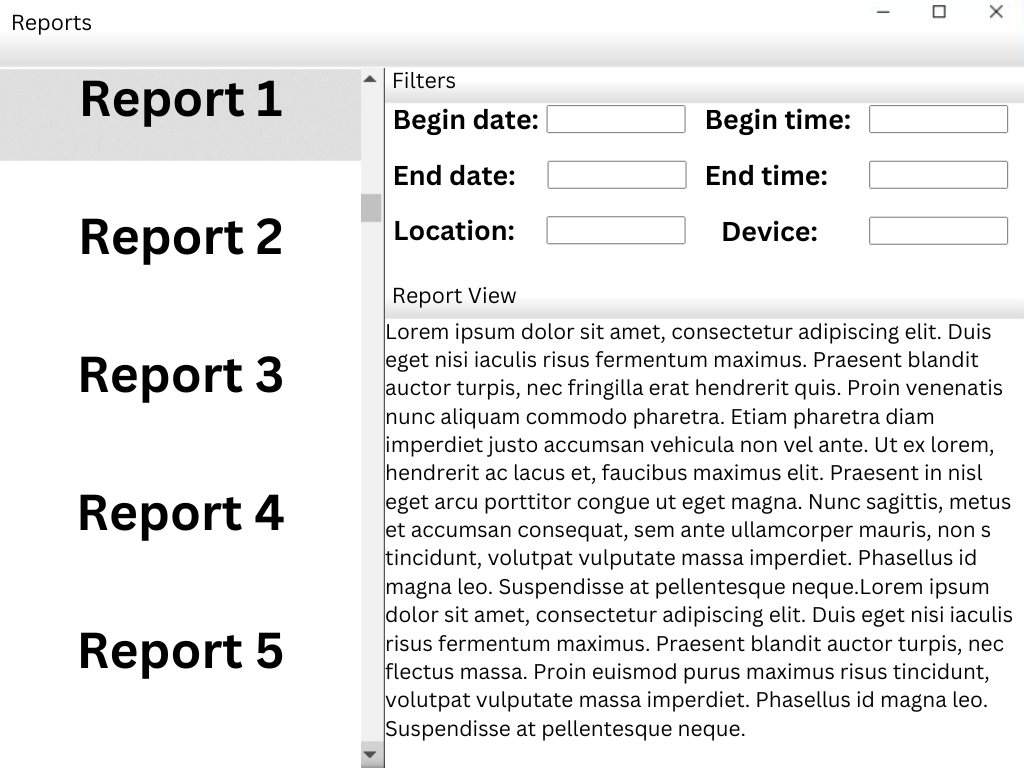 Reports
Report 1
Report 2
Report 3
Report 4
Report 5
Filters
Begin date:
Begin time:
End date:
End time:
Location:
Device:
Report View
Lorem ipsum dolor sit amet, consectetur adipiscing elit. Duis
eget nisi iaculis risus fermentum maximus. Praesent blandit
auctor turpis, nec fringilla erat hendrerit quis. Proin venenatis
nunc aliquam commodo pharetra. Etiam pharetra diam
imperdiet justo accumsan vehicula non vel ante. Ut ex lorem,
hendrerit ac lacus et, faucibus maximus elit. Praesent in nisl
eget arcu porttitor congue ut eget magna. Nunc sagittis, metus
et accumsan consequat, sem ante ullamcorper mauris, non s
tincidunt, volutpat vulputate massa imperdiet. Phasellus id
magna leo. Suspendisse at pellentesque neque.Lorem ipsum
dolor sit amet, consectetur adipiscing elit. Duis eget nisi iaculis
risus fermentum maximus. Praesent blandit auctor turpis, nec
flectus massa. Proin euismod purus maximus risus tincidunt,
volutpat vulputate massa imperdiet. Phasellus id magna leo.
Suspendisse at pellentesque neque.